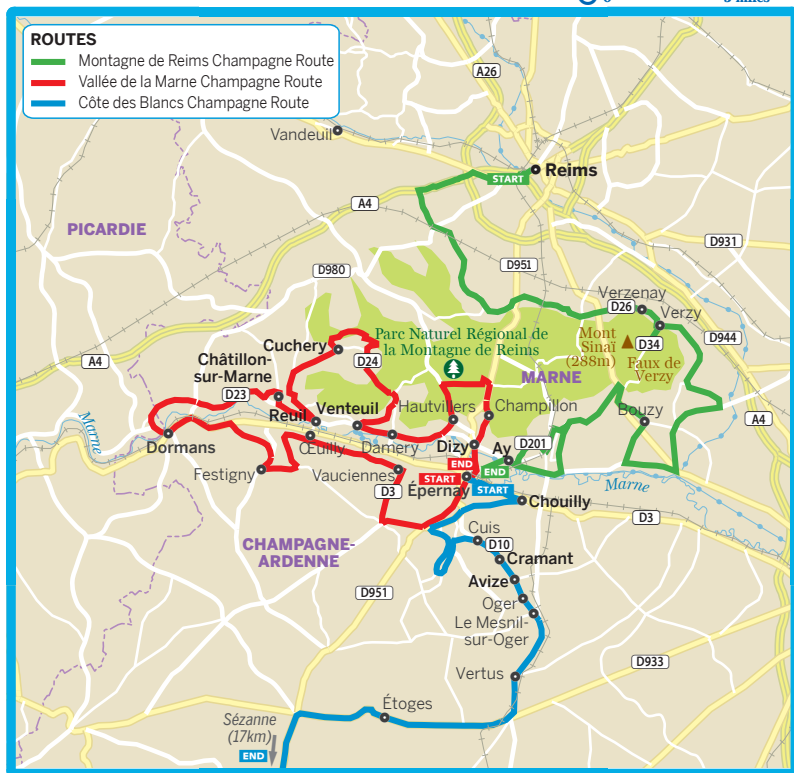 ROUTES
Montagne de Reims Champagne Route
Vallée de la Marne Champagne Route
Côte des Blancs Champagne Route
A26
Vandeuil
Reims
START
A4
PICARDIE
D931
D951
D980
Verzenay
D26
Verzy
Parc Naturel Régional de
la Montagne de Reims
Mont
Sinaï
(288m)
D34
D944
Faux de
Verzy
Cuchery
D24
A4
Châtillon-
sur-Marne
MARNE
D23
Reuil
Venteuil
Hautvillers
Champillon
Bouzy
A4
Marne
Dormans
Œuilly
Damery
Dizy
Ay
D201
Festigny
Vauciennes
END
END
START
Épernay
START
Marne
D3
Chouilly
D3
CHAMPAGNE-
ARDENNE
Cuis
D10
Cramant
Avize
D951
Oger
Le Mesnil-
sur-Oger
D933
Vertus
Étoges
Sézanne
(17km)
END